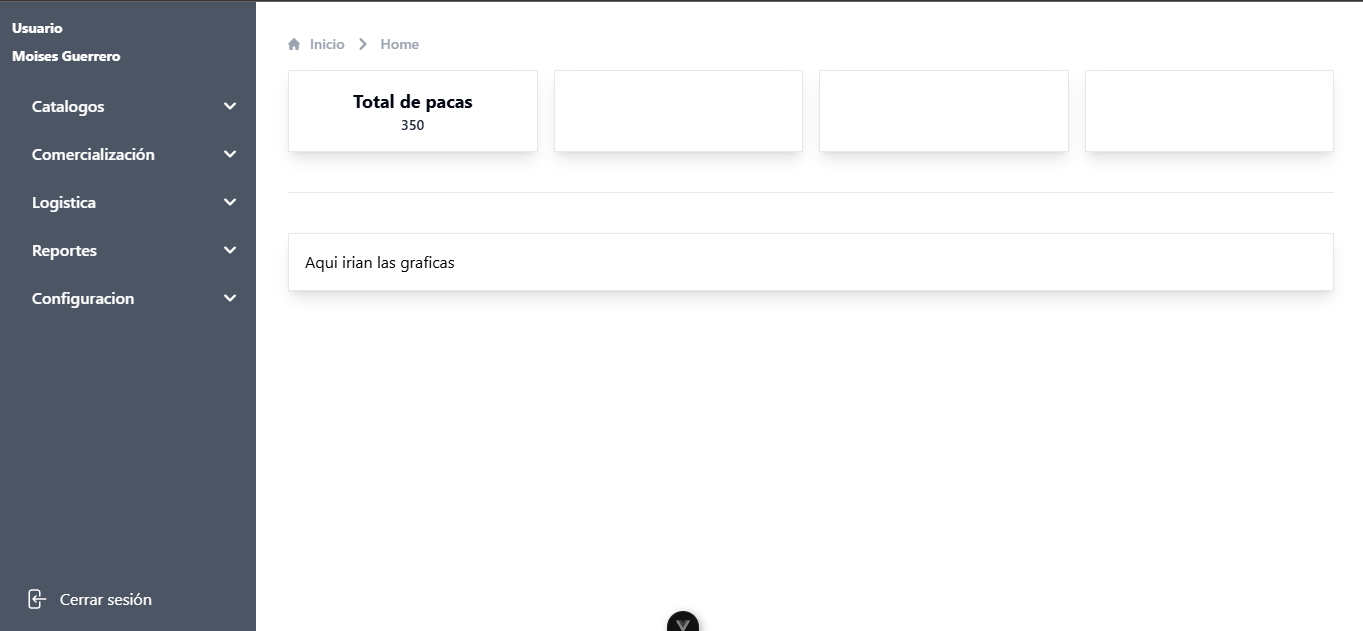 Usuario
Moises Guerrero
Catalogos
Comercialización
Logistica
Reportes
Configuracion
Cerrar sesión
Inicio Home
Total de pacas
350
Aqui irian las graficas